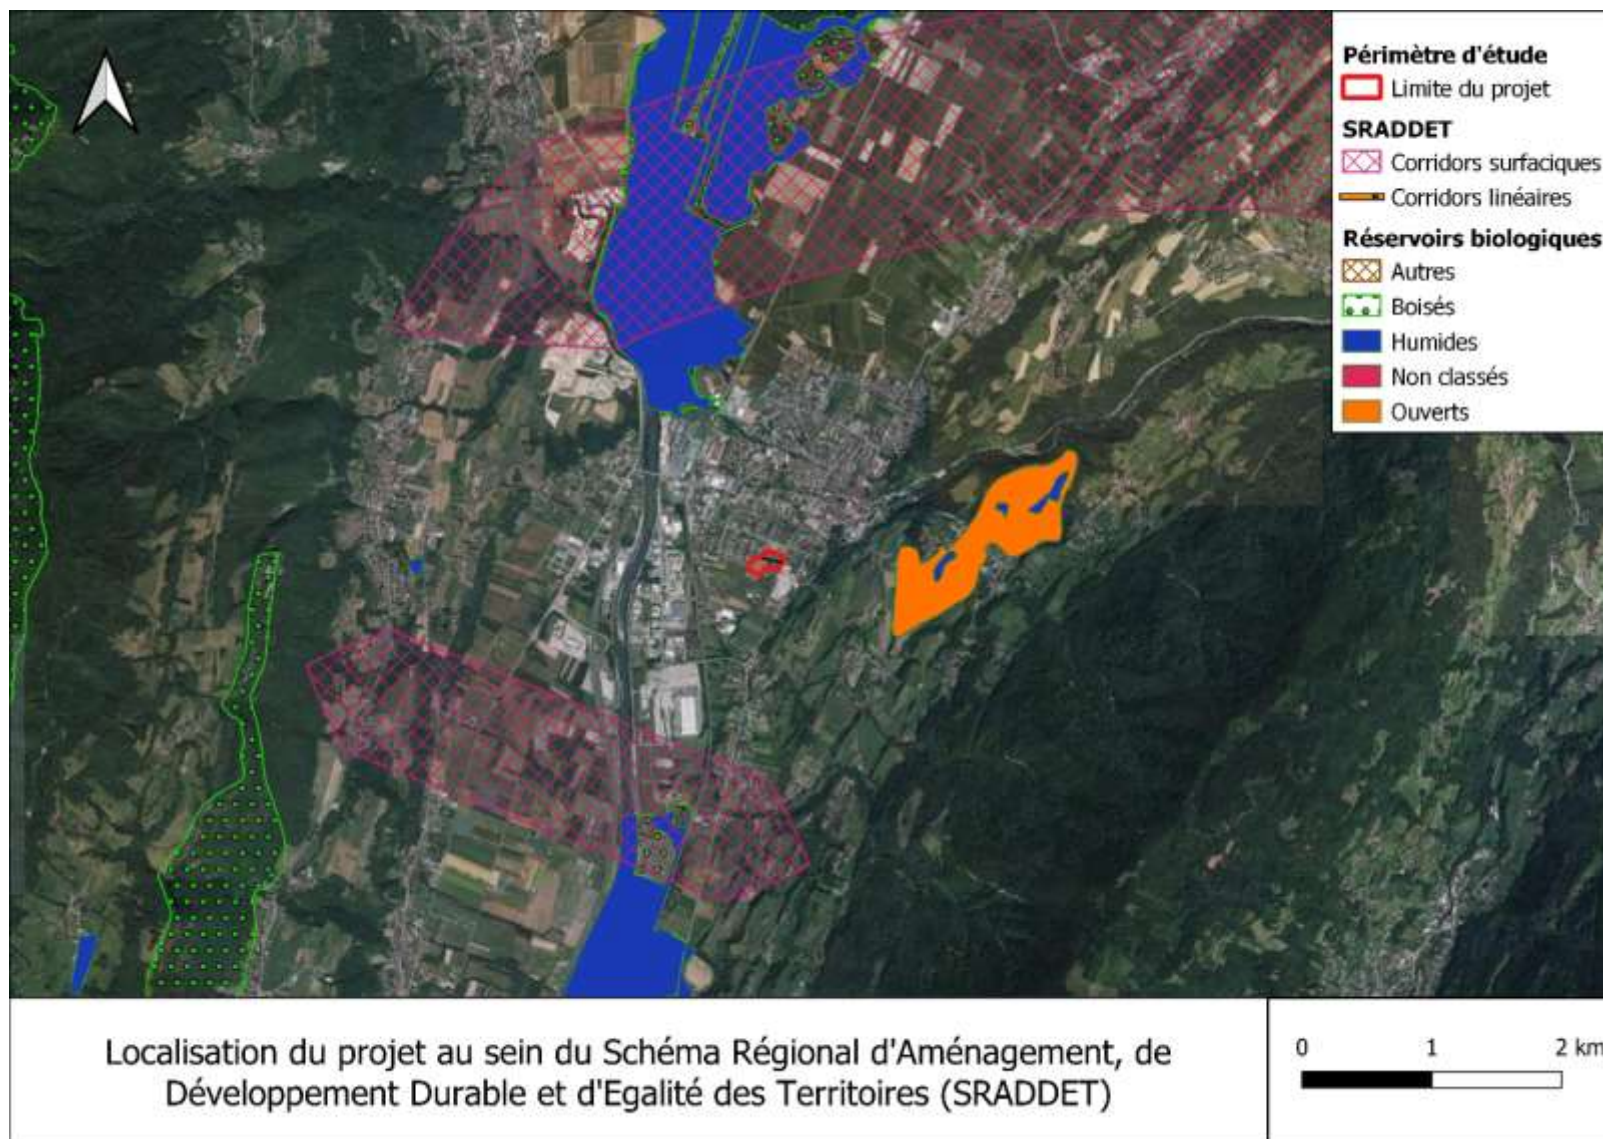 Périmètre d'étude
Limite du projet
SRADDET
Corridors surfaciques
Corridors linéaires
Réservoirs biologiques
Autres
Boisés
Humides
Non classés
Ouverts
Localisation du projet au sein du Schéma Régional d'Aménagement, de
Développement Durable et d'Egalité des Territoires (SRADDET)
0 1 2 km